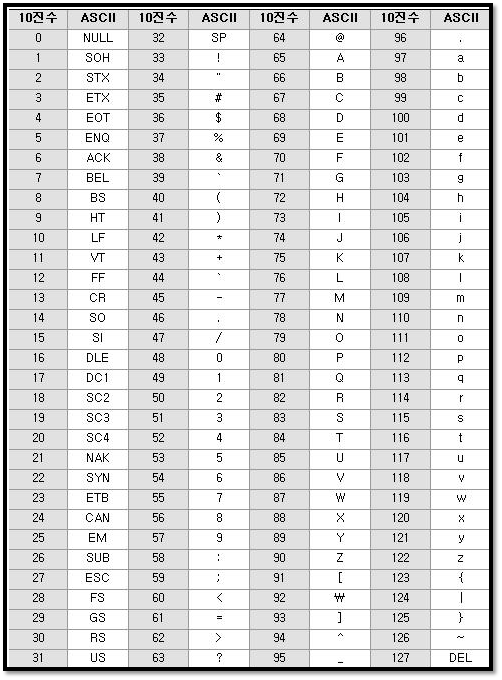 10진수 ASCII 10진수 ASCII 10진수 ASCII 10진수 ASCII
0 NULL 32 SP 64 @ 96 .
1 SOH 33 ! 65 A 97 a
2 STX 34 " 66 B 98 b
3 ETX 35 # 67 C 99 c
4 EOT 36 $ 68 D 100 d
5 ENQ 37 % 69 E 101 e
6 ACK 38 & 70 F 102 f
7 BEL 39 ` 71 G 103 g
8 BS 40 ( 72 H 104 h
9 HT 41 ) 73 I 105 i
10 LF 42 * 74 J 106 j
11 VT 43 + 75 K 107 k
12 FF 44 ` 76 L 108 l
13 CR 45 - 77 M 109 m
14 SO 46 . 78 N 110 n
15 SI 47 / 79 O 111 o
16 DLE 48 0 80 P 112 p
17 DC1 49 1 81 Q 113 q
18 SC2 50 2 82 R 114 r
19 SC3 51 3 83 S 115 s
20 SC4 52 4 84 T 116 t
21 NAK 53 5 85 U 117 u
22 SYN 54 6 86 V 118 v
23 ETB 55 7 87 W 119 w
24 CAN 56 8 88 X 120 x
25 EM 57 9 89 Y 121 y
26 SUB 58 : 90 Z 122 z
27 ESC 59 ; 91 [ 123 {
28 FS 60 < 92 ₩ 124 |
29 GS 61 = 93 ] 125 }
30 RS 62 > 94 ^ 126 ~
31 US 63 ? 95 _ 127 DEL